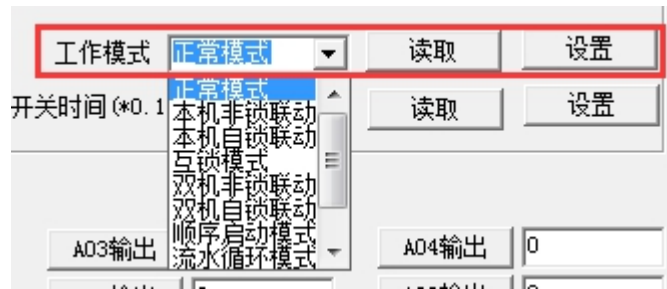 工作模式 正常模式 读取 设置
正常模式
开关时间(*0.1 本机非锁联动 读取 设置
本机自锁联动
互锁模式
双机非锁联动
双机自锁联动
顺序启动模式
A03输出 流水循环模式 A04输出 0